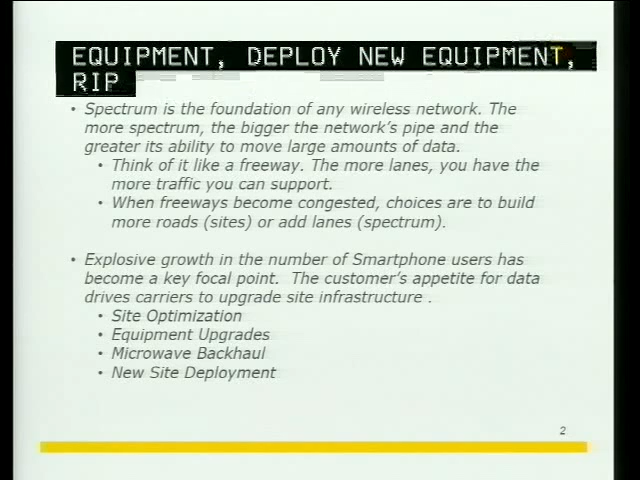 EQUIPMENT, DEPLOY NEW EQUIPMENT,
RIP
• Spectrum is the foundation of any wireless network. The
more spectrum, the bigger the network's pipe and the
greater its ability to move large amounts of data.
• Think of it like a freeway. The more lanes, you have the
more traffic you can support.
• When freeways become congested, choices are to build
more roads (sites) or add lanes (spectrum).
• Explosive growth in the number of Smartphone users has
become a key focal point. The customer's appetite for data
drives carriers to upgrade site infrastructure .
• Site Optimization
• Equipment Upgrades
• Microwave Backhaul
• New Site Deployment
2